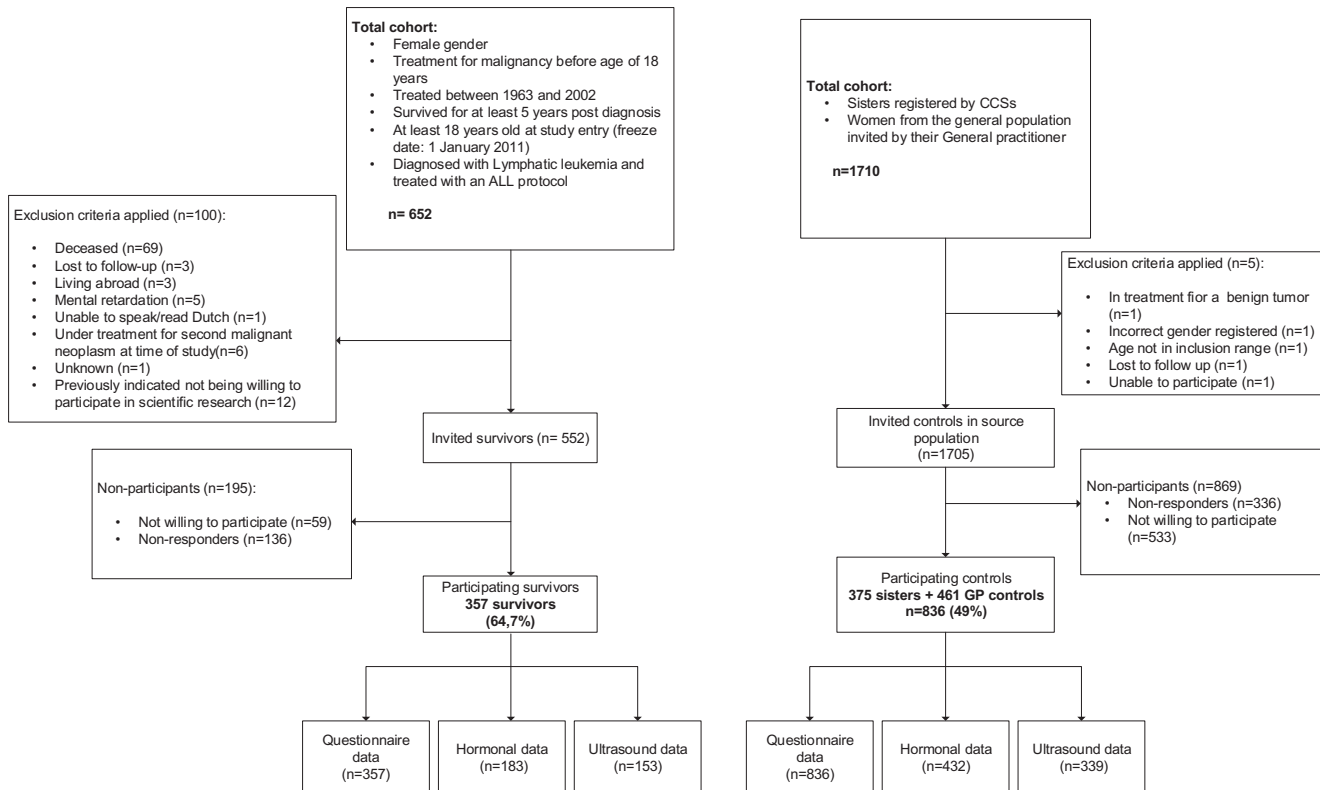 Total cohort:
• Female gender
• Treatment for malignancy before age of 18
years
• Treated between 1963 and 2002
• Survived for at least 5 years post diagnosis
• At least 18 years old at study entry (freeze
date: 1 January 2011)
• Diagnosed with Lymphatic leukemia and
treated with an ALL protocol
n= 652
Exclusion criteria applied (n=100):
• Deceased (n=69)
• Lost to follow-up (n=3)
• Living abroad (n=3)
• Mental retardation (n=5)
• Unable to speak/read Dutch (n=1)
• Under treatment for second malignant
neoplasm at time of study(n=6)
• Unknown (n=1)
• Previously indicated not being willing to
participate in scientific research (n=12)
Invited survivors (n= 552)
Non-participants (n=195):
• Not willing to participate (n=59)
• Non-responders (n=136)
Participating survivors
357 survivors
(64,7%)
Questionnaire
data
(n=357)
Hormonal data
(n=183)
Ultrasound data
(n=153)
Total cohort:
• Sisters registered by CCSs
• Women from the general population
invited by their General practitioner
n=1710
Exclusion criteria applied (n=5):
• In treatment fior a benign tumor
(n=1)
• Incorrect gender registered (n=1)
• Age not in inclusion range (n=1)
• Lost to follow up (n=1)
• Unable to participate (n=1)
Invited controls in source
population
(n=1705)
Non-participants (n=869)
• Non-responders (n=336)
• Not willing to participate
(n=533)
Participating controls
375 sisters + 461 GP controls
n=836 (49%)
Questionnaire
data
(n=836)
Hormonal data
(n=432)
Ultrasound data
(n=339)